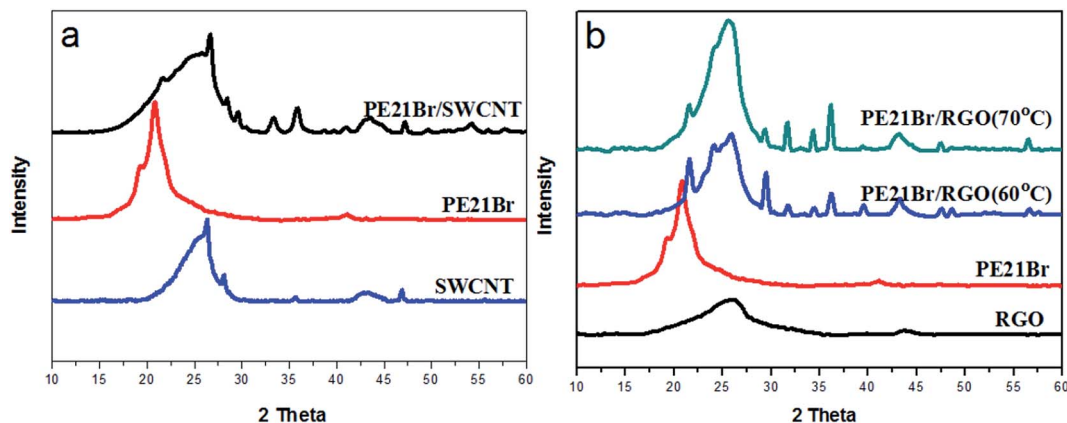 a
PE21Br/SWCNT
PE21Br
SWCNT
Intensity
10 15 20 25 30 35 40 45 50 55 60
2 Theta
b
PE21Br/RGO(70°C)
PE21Br/RGO(60°C)
PE21Br
RGO
Intensity
10 15 20 25 30 35 40 45 50 55 60
2 Theta